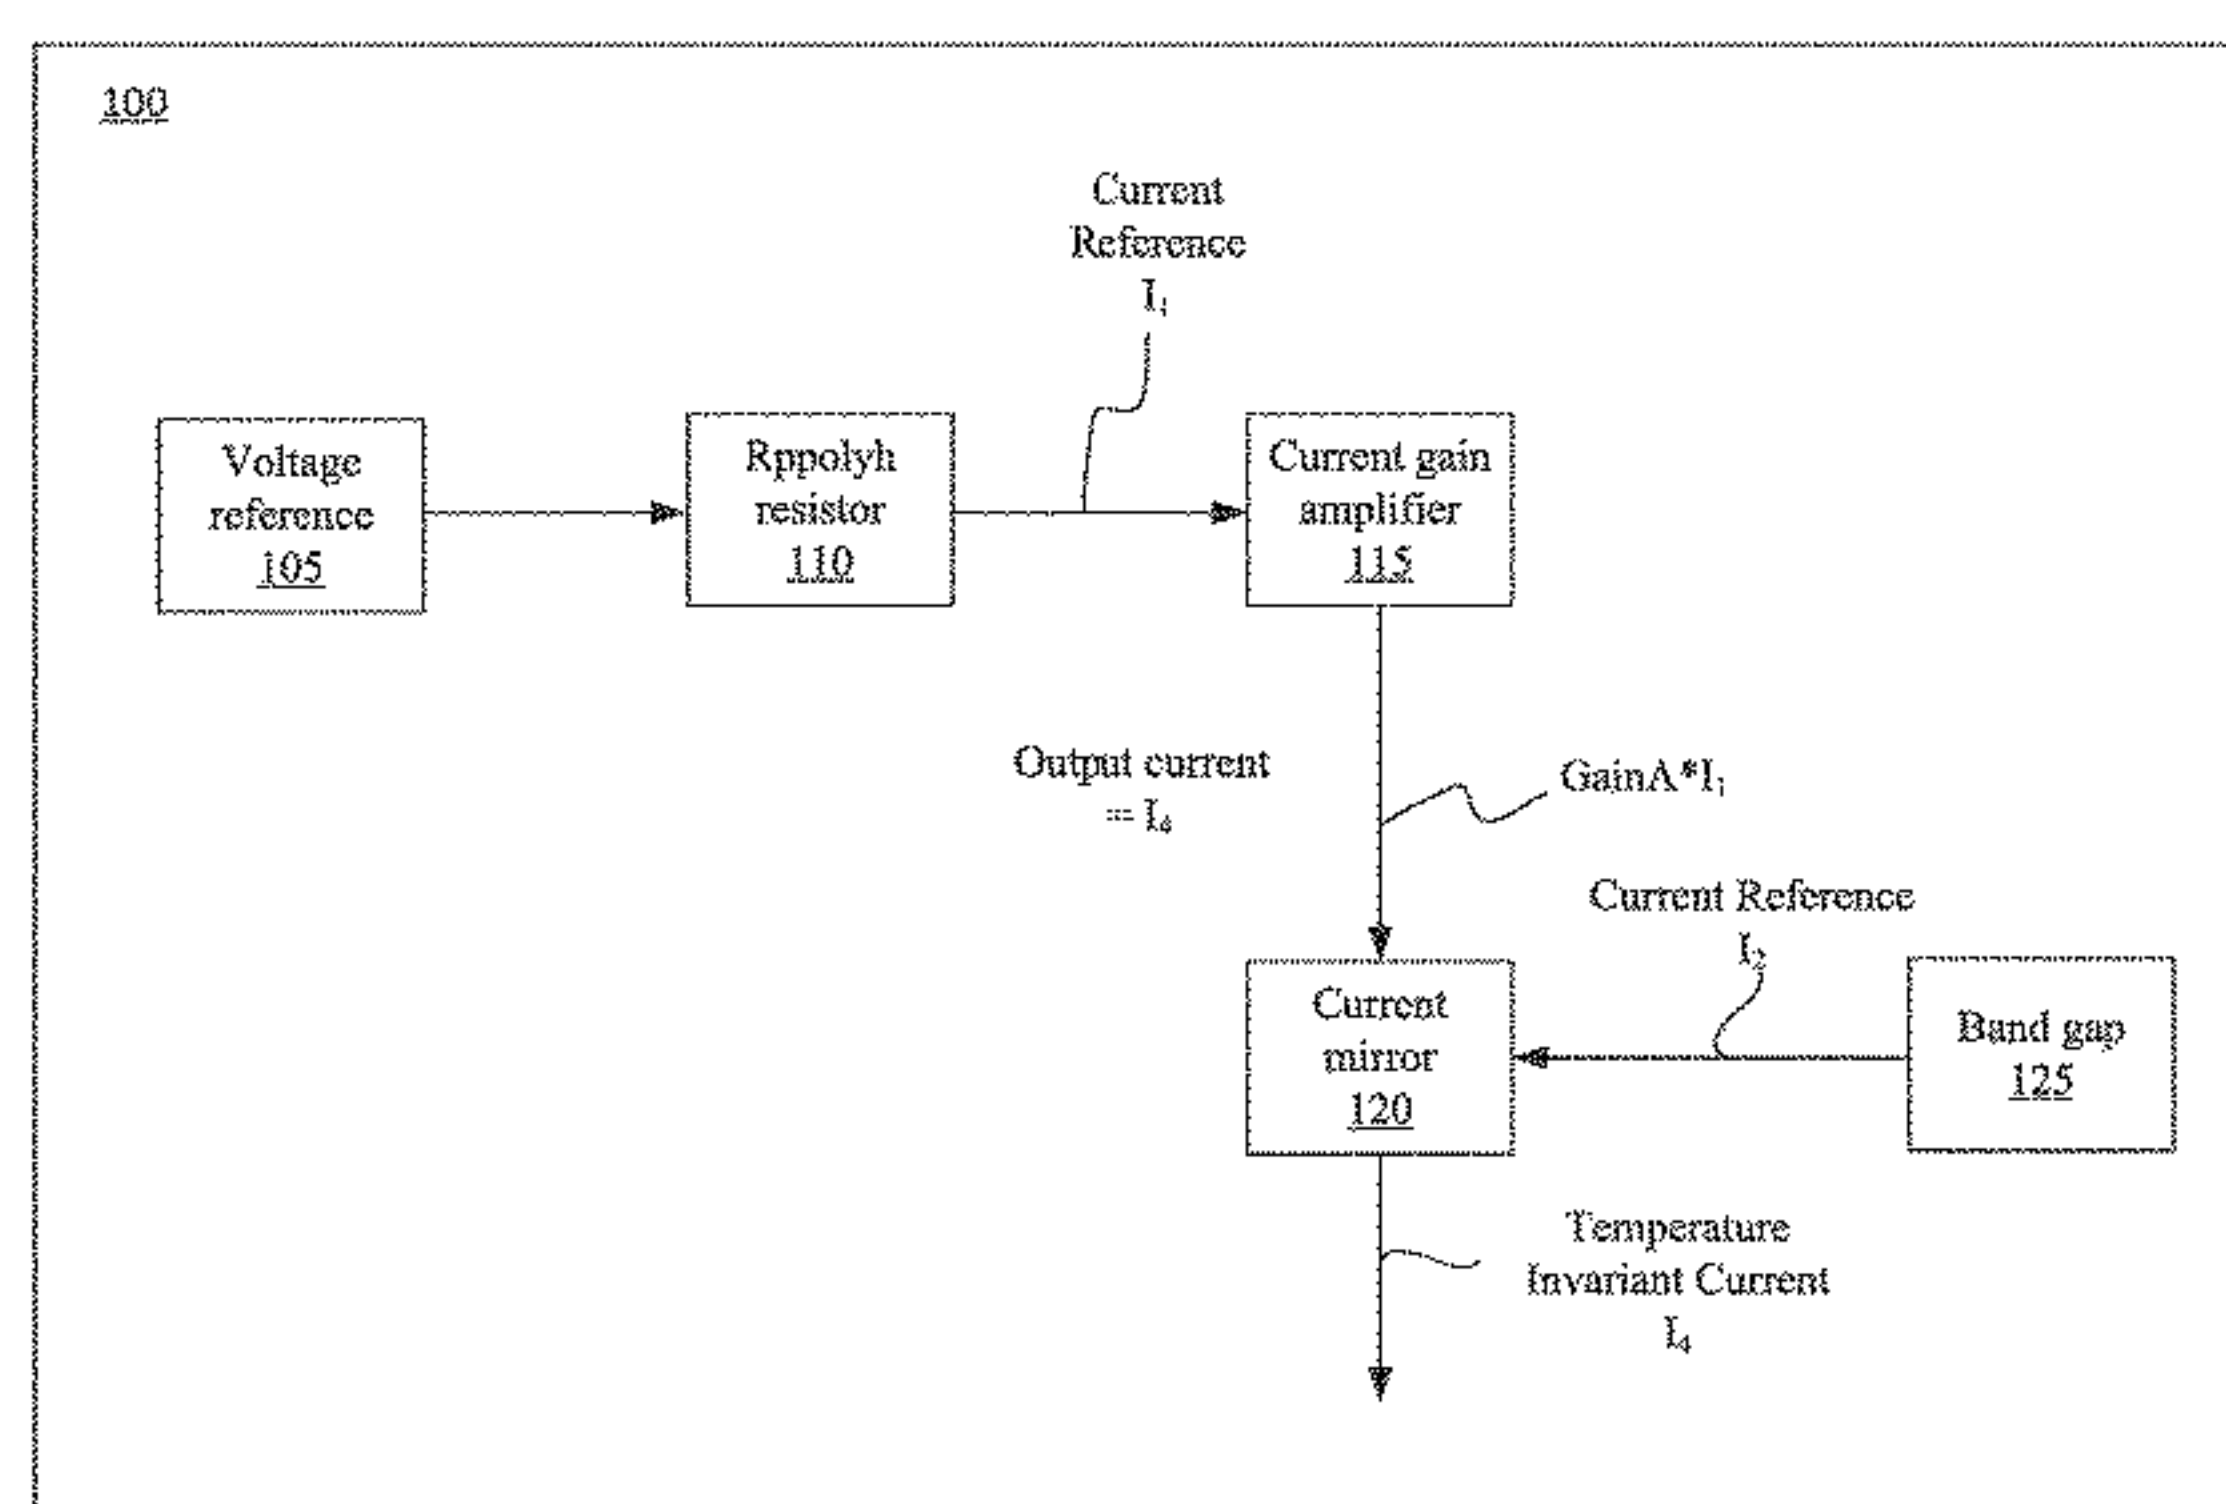 100
Current
Reference
I₁
Voltage
reference
105
Rppolyh
resistor
110
Current gain
amplifier
115
Output current
= I₄
GainA*I₁
Current Reference
I₂
Current
mirror
120
Band gap
125
Temperature
Invariant Current
I₄